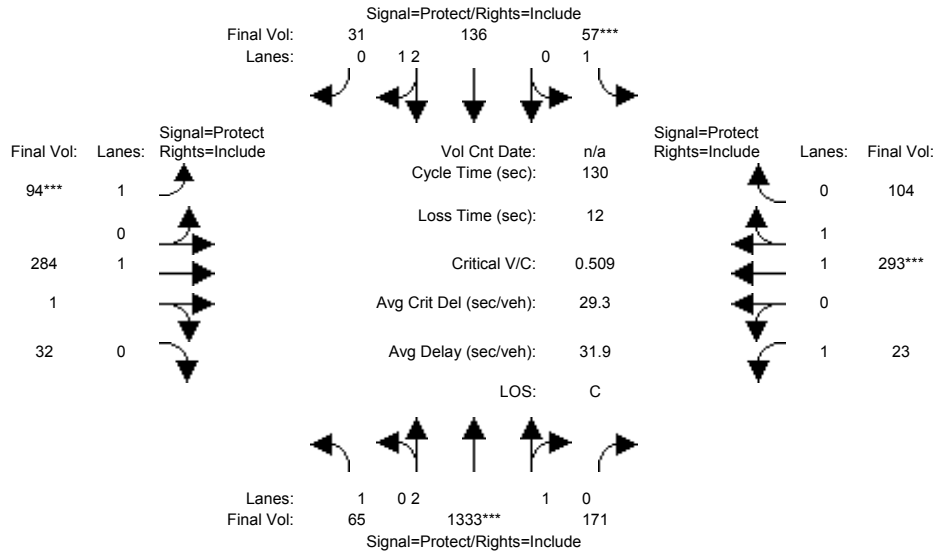 Signal=Protect/Rights=Include
Final Vol: 31 136 57***
Lanes: 0 1 2 0 1
Signal=Protect Signal=Protect
Final Vol: Lanes: Rights=Include Vol Cnt Date: n/a Rights=Include Lanes: Final Vol:
Cycle Time (sec): 130
94*** 1 0 104
Loss Time (sec): 12
0 1
284 1 Critical V/C: 0.509 1 293***
1 Avg Crit Del (sec/veh): 29.3 0
32 0 Avg Delay (sec/veh): 31.9 1 23
LOS: C
Lanes: 1 0 2 1 0
Final Vol: 65 1333*** 171
Signal=Protect/Rights=Include